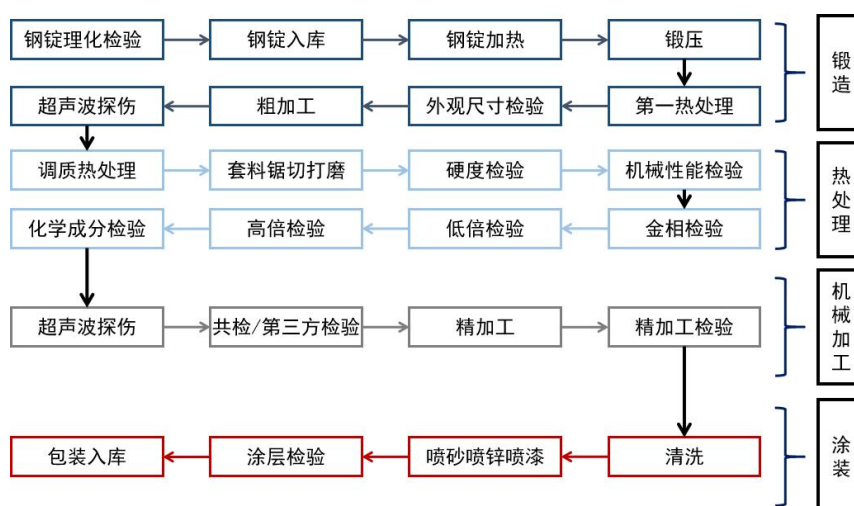 钢锭理化检验
钢锭入库
钢锭加热
锻压
锻造
超声波探伤
粗加工
外观尺寸检验
第一热处理
调质热处理
套料锯切打磨
硬度检验
机械性能检验
热处理
化学成分检验
高倍检验
低倍检验
金相检验
超声波探伤
共检/第三方检验
精加工
精加工检验
机械加工
包装入库
涂层检验
喷砂喷锌喷漆
清洗
涂装